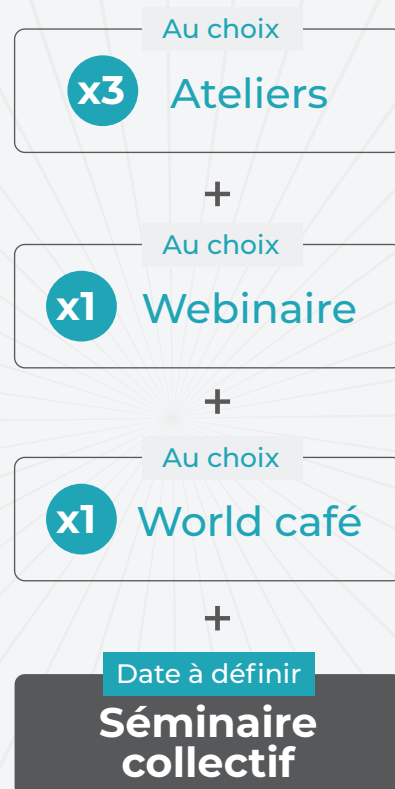 Au choix
x3 Ateliers
+
Au choix
x1 Webinaire
+
Au choix
x1 World café
+
Date à définir
Séminaire
collectif